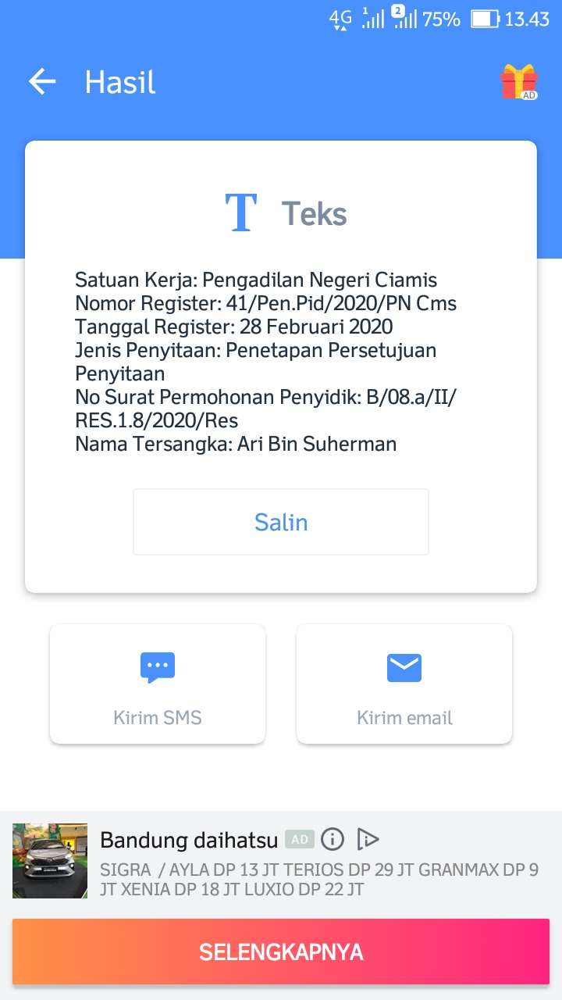 4G 1 2 75% 13.43
Hasil
AD
T Teks
Satuan Kerja: Pengadilan Negeri Ciamis
Nomor Register: 41/Pen.Pid/2020/PN Cms
Tanggal Register: 28 Februari 2020
Jenis Penyitaan: Penetapan Persetujuan
Penyitaan
No Surat Permohonan Penyidik: B/08.a/II/
RES.1.8/2020/Res
Nama Tersangka: Ari Bin Suherman
Salin
Kirim SMS
Kirim email
Bandung daihatsu AD
SIGRA / AYLA DP 13 JT TERIOS DP 29 JT GRANMAX DP 9
JT XENIA DP 18 JT LUXIO DP 22 JT
SELENGKAPNYA